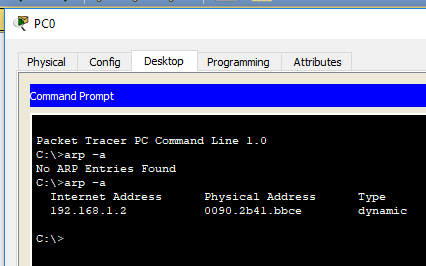 PC0
Physical Config Desktop Programming Attributes
Command Prompt
Packet Tracer PC Command Line 1.0
C:\>arp -a
No ARP Entries Found
C:\>arp -a
Internet Address Physical Address Type
192.168.1.2 0090.2b41.bbce dynamic
C:\>